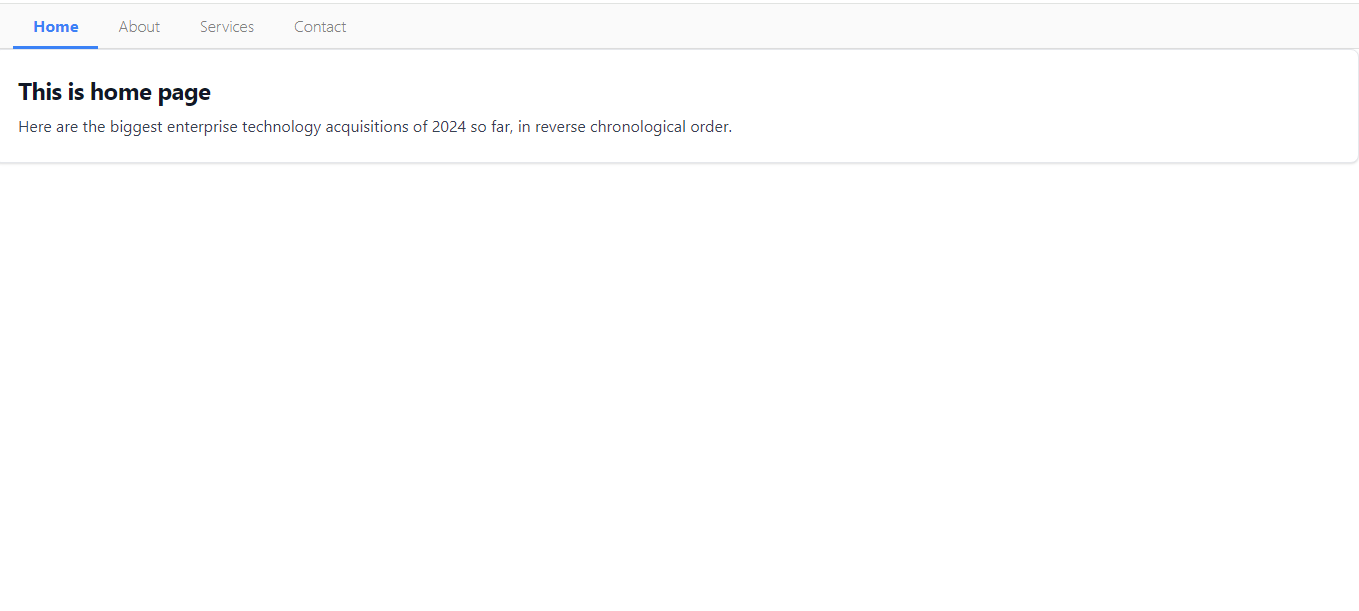 Home About Services Contact
This is home page
Here are the biggest enterprise technology acquisitions of 2024 so far, in reverse chronological order.